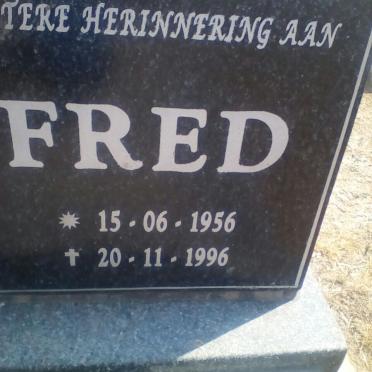 TERE HERINNERING AAN
FRED
15 - 06 - 1956
20 - 11 - 1996